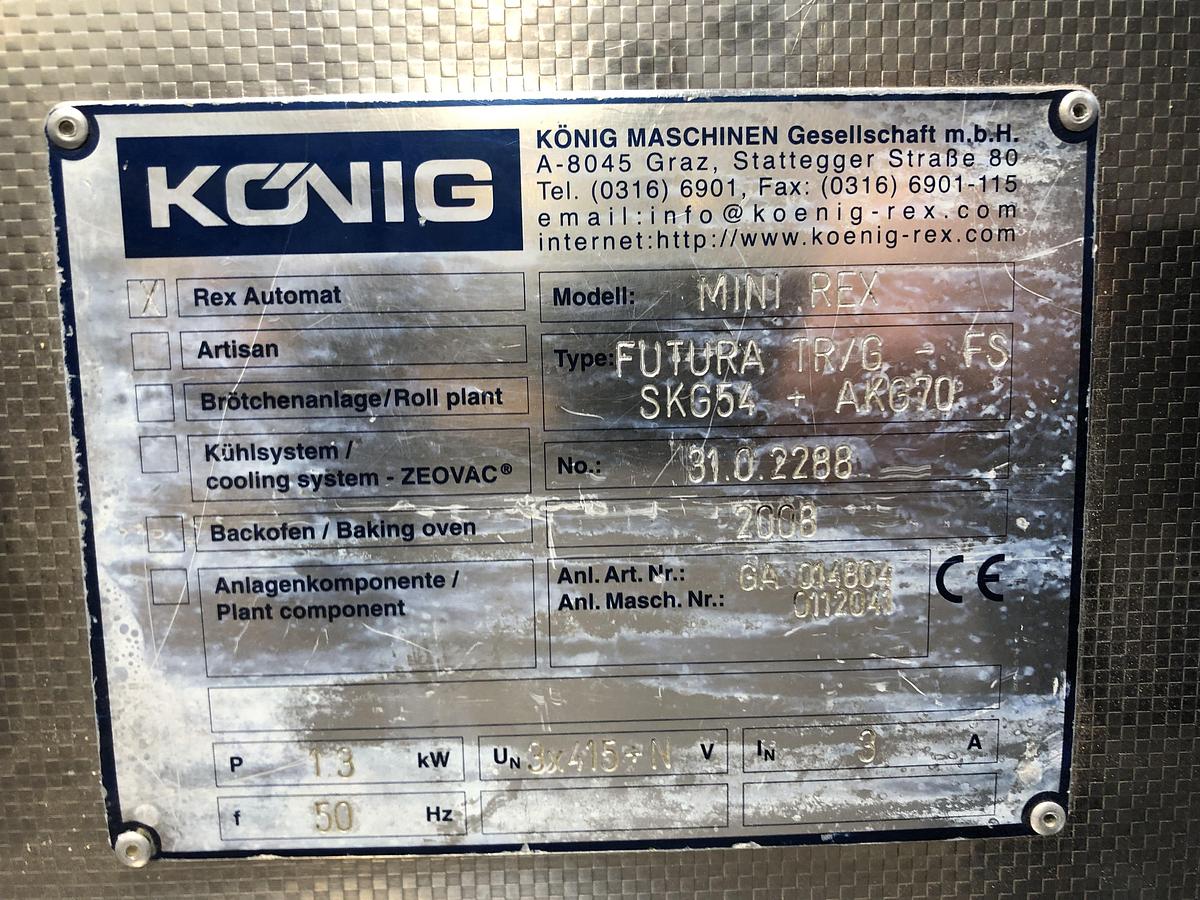 KÖNIG
KÖNIG MASCHINEN Gesellschaft m.b.H.
A-8045 Graz, Stattegger Straße 80
Tel. (0316) 6901, Fax: (0316) 6901-115
email:info@koenig-rex.com
internet:http://www.koenig-rex.com
X Rex Automat
Artisan
Brötchenanlage/Roll plant
Kühlsystem /
cooling system - ZEOVAC®
Backofen / Baking oven
Anlagenkomponente /
Plant component
Modell: MINI REX
Type: FUTURA TR/G - FS
SKG54 + AKG70
No.: 31.0.2288
2008
Anl. Art. Nr.: GA 014804
Anl. Masch. Nr.: 0112041
CE
P 1.3 kW
UN 3x415+N V
IN 3 A
f 50 Hz